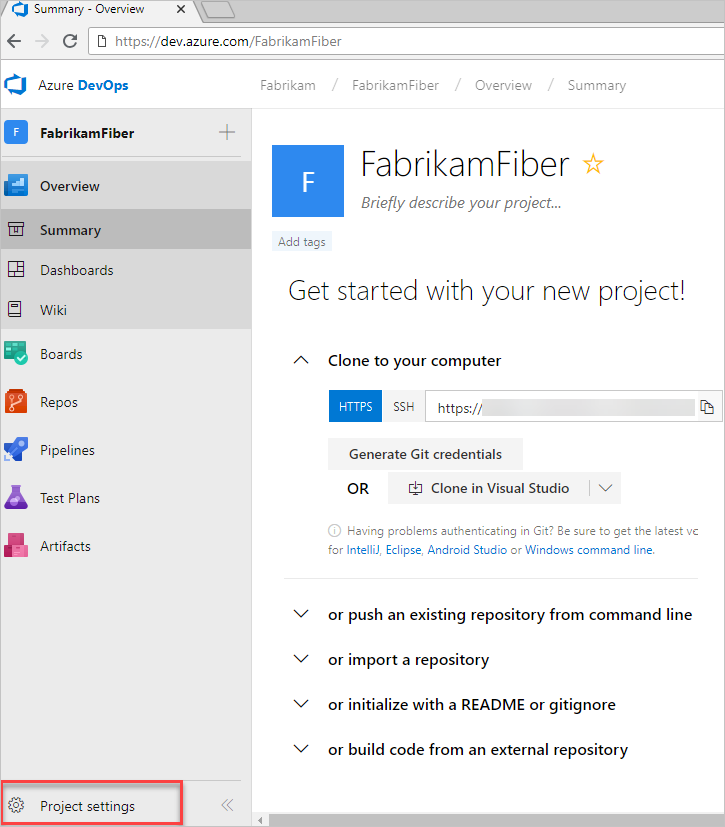 Summary - Overview
https://dev.azure.com/FabrikamFiber
Azure DevOps
Fabrikam / FabrikamFiber / Overview / Summary
F FabrikamFiber
Overview
Summary
Dashboards
Wiki
Boards
Repos
Pipelines
Test Plans
Artifacts
Project settings
F
FabrikamFiber
Briefly describe your project...
Add tags
Get started with your new project!
Clone to your computer
HTTPS SSH https://
Generate Git credentials
OR Clone in Visual Studio
Having problems authenticating in Git? Be sure to get the latest vc
for IntelliJ, Eclipse, Android Studio or Windows command line.
or push an existing repository from command line
or import a repository
or initialize with a README or gitignore
or build code from an external repository